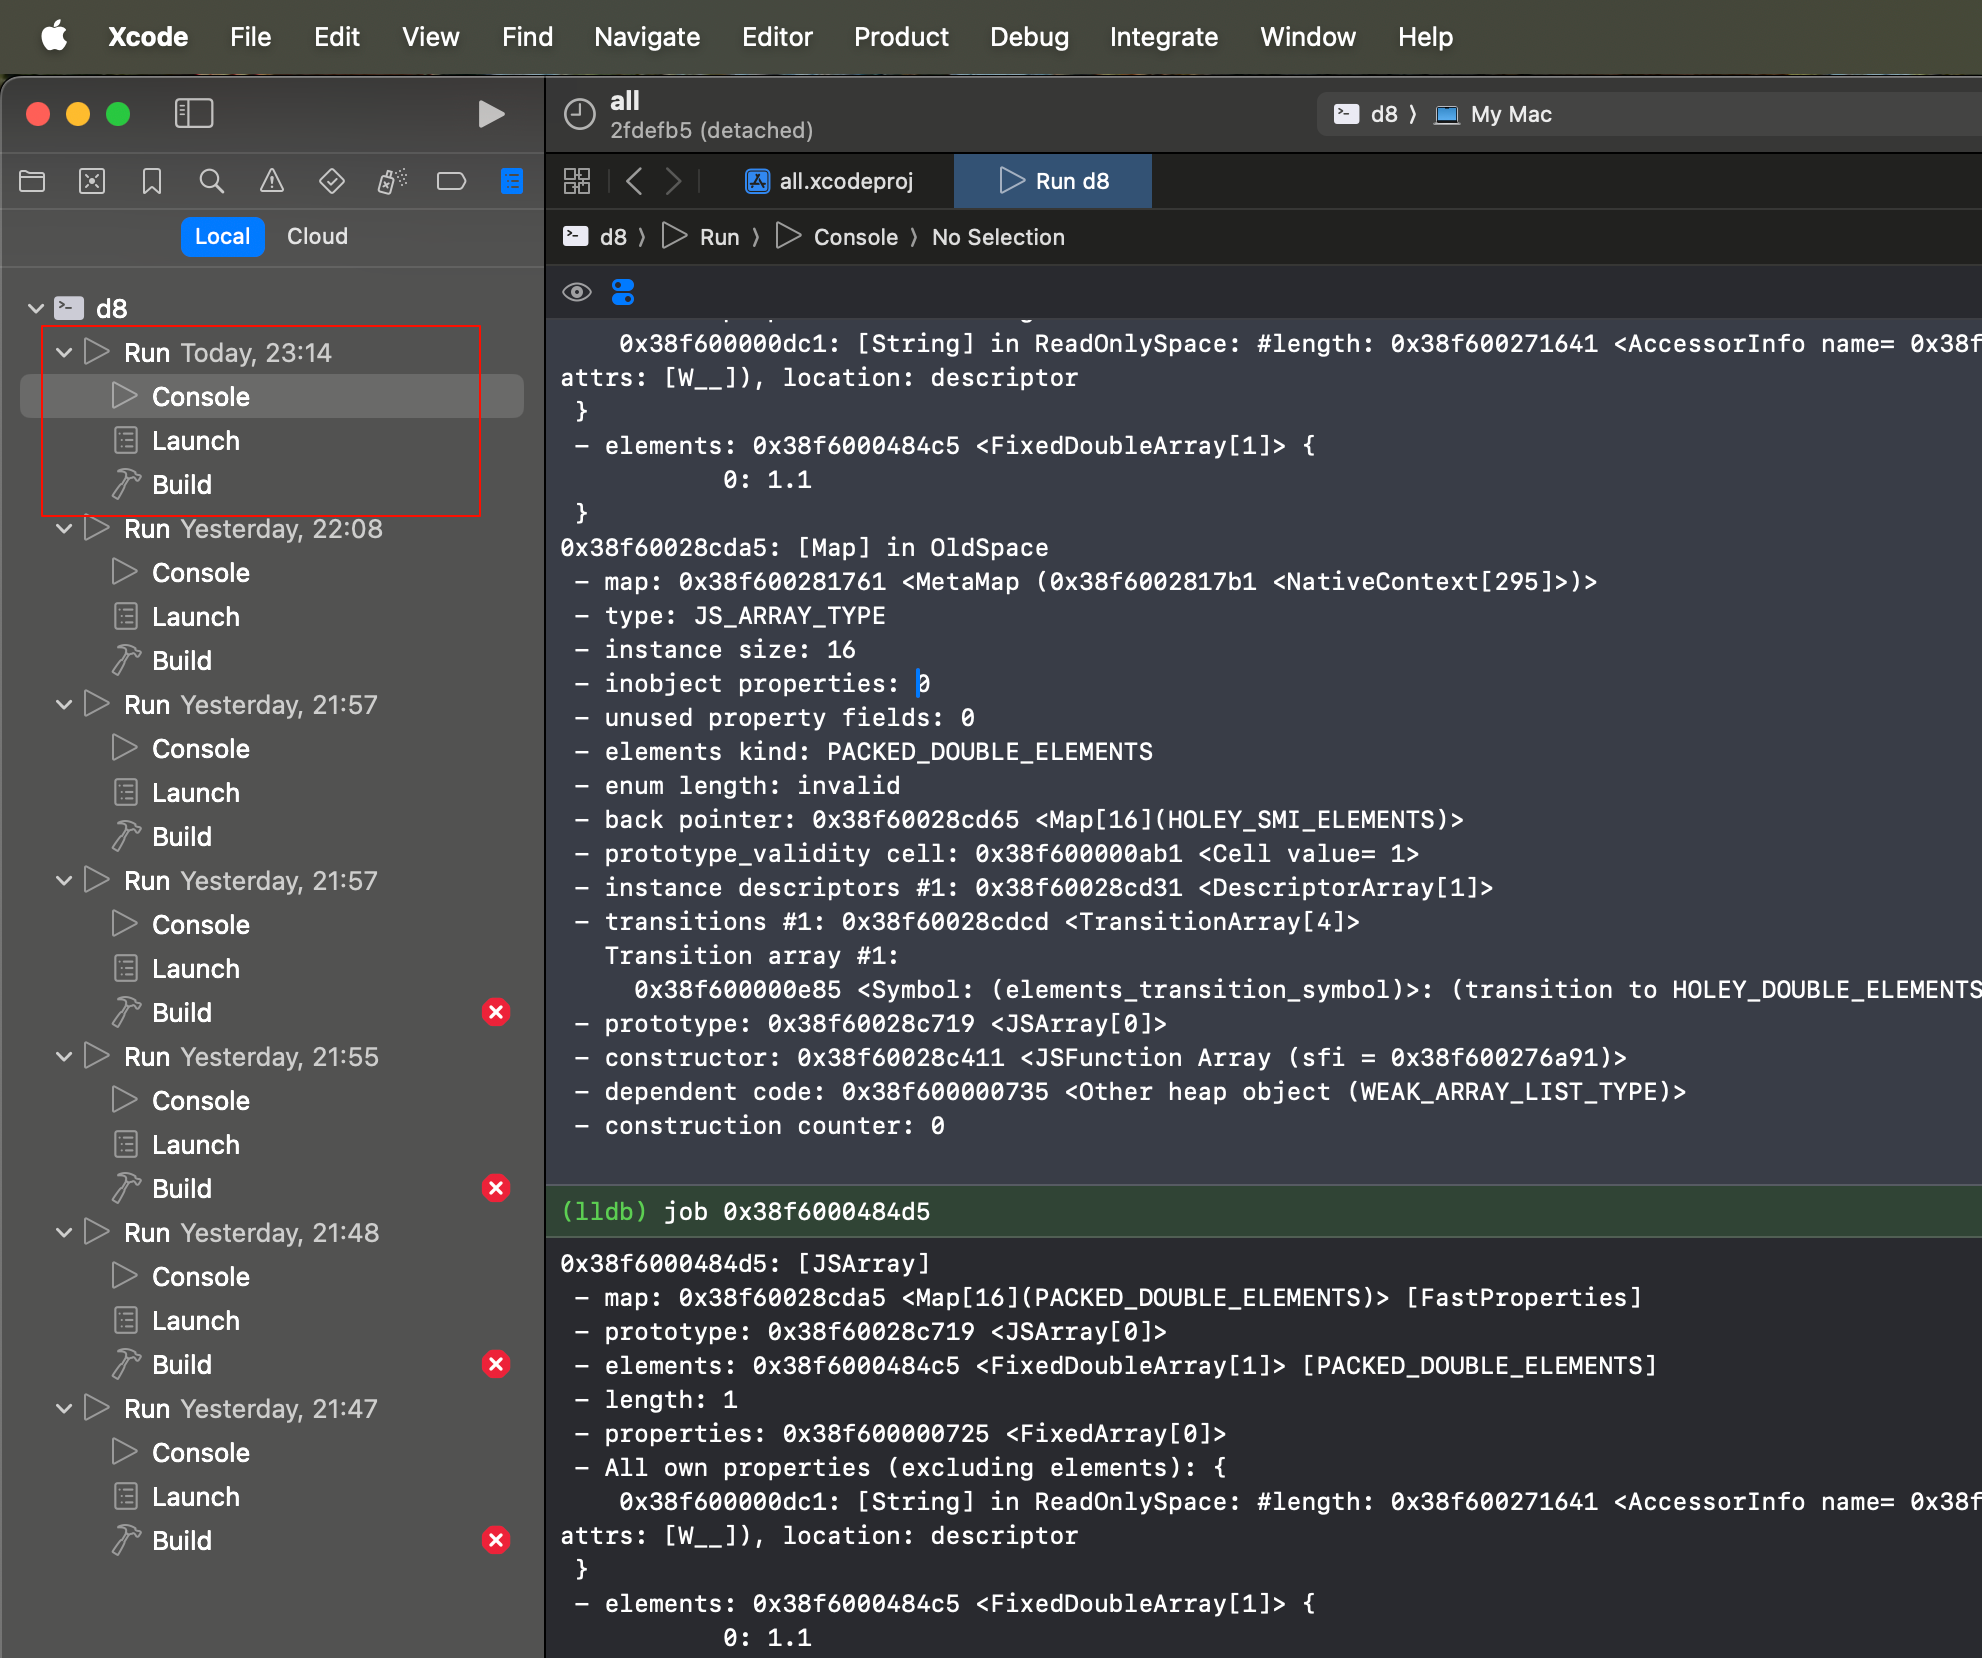 Xcode File Edit View Find Navigate Editor Product Debug Integrate Window Help
all
2fdefb5 (detached)
d8 ⟩ My Mac
all.xcodeproj
Run d8
Local Cloud
d8 ⟩ Run ⟩ Console ⟩ No Selection
d8
Run Today, 23:14
Console
Launch
Build
Run Yesterday, 22:08
Console
Launch
Build
Run Yesterday, 21:57
Console
Launch
Build
Run Yesterday, 21:57
Console
Launch
Build
Run Yesterday, 21:55
Console
Launch
Build
Run Yesterday, 21:48
Console
Launch
Build
Run Yesterday, 21:47
Console
Launch
Build
0x38f600000dc1: [String] in ReadOnlySpace: #length: 0x38f600271641 <AccessorInfo name= 0x38f
attrs: [W__]), location: descriptor
}
- elements: 0x38f6000484c5 <FixedDoubleArray[1]> {
0: 1.1
}
0x38f60028cda5: [Map] in OldSpace
- map: 0x38f600281761 <MetaMap (0x38f6002817b1 <NativeContext[295]>)>
- type: JS_ARRAY_TYPE
- instance size: 16
- inobject properties: 0
- unused property fields: 0
- elements kind: PACKED_DOUBLE_ELEMENTS
- enum length: invalid
- back pointer: 0x38f60028cd65 <Map[16](HOLEY_SMI_ELEMENTS)>
- prototype_validity cell: 0x38f600000ab1 <Cell value= 1>
- instance descriptors #1: 0x38f60028cd31 <DescriptorArray[1]>
- transitions #1: 0x38f60028cdcd <TransitionArray[4]>
Transition array #1:
0x38f600000e85 <Symbol: (elements_transition_symbol)>: (transition to HOLEY_DOUBLE_ELEMENTS
- prototype: 0x38f60028c719 <JSArray[0]>
- constructor: 0x38f60028c411 <JSFunction Array (sfi = 0x38f600276a91)>
- dependent code: 0x38f600000735 <Other heap object (WEAK_ARRAY_LIST_TYPE)>
- construction counter: 0
(lldb) job 0x38f6000484d5
0x38f6000484d5: [JSArray]
- map: 0x38f60028cda5 <Map[16](PACKED_DOUBLE_ELEMENTS)> [FastProperties]
- prototype: 0x38f60028c719 <JSArray[0]>
- elements: 0x38f6000484c5 <FixedDoubleArray[1]> [PACKED_DOUBLE_ELEMENTS]
- length: 1
- properties: 0x38f600000725 <FixedArray[0]>
- All own properties (excluding elements): {
0x38f600000dc1: [String] in ReadOnlySpace: #length: 0x38f600271641 <AccessorInfo name= 0x38f
attrs: [W__]), location: descriptor
}
- elements: 0x38f6000484c5 <FixedDoubleArray[1]> {
0: 1.1